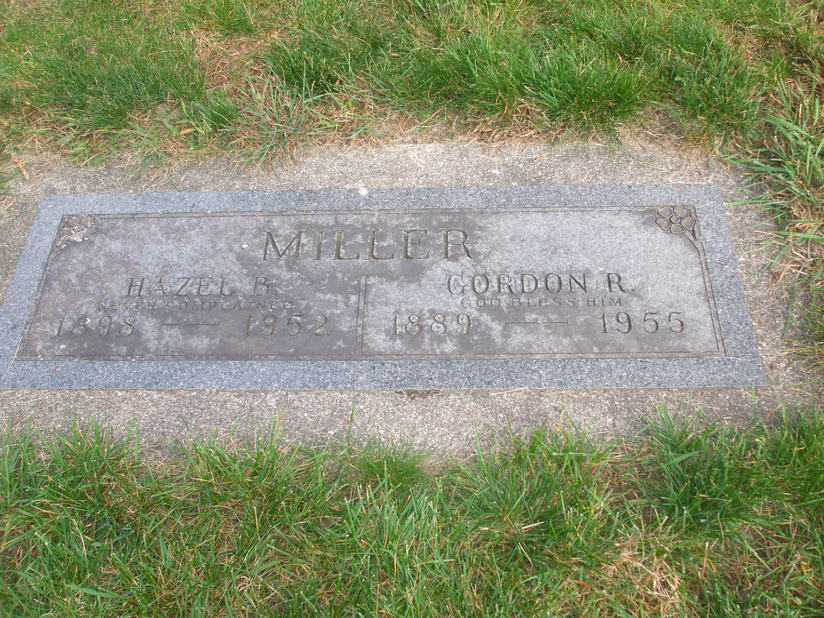 MILLER
HAZEL B.
NEVER COMPLAINED
1898 — 1952
GORDON R.
GOD BLESS HIM
1889 — 1955